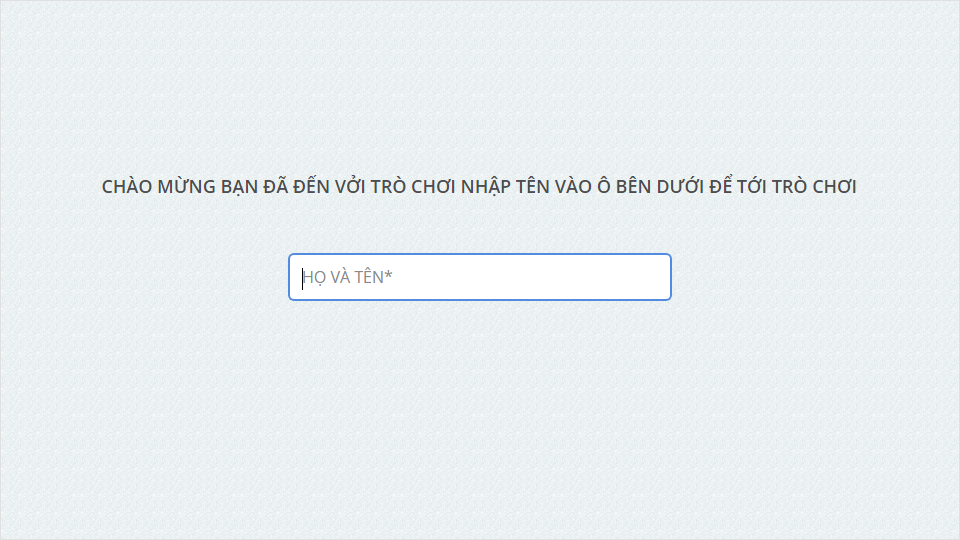 CHÀO MỪNG BẠN ĐÃ ĐẾN VỞI TRÒ CHƠI NHẬP TÊN VÀO Ô BÊN DƯỚI ĐỂ TỚI TRÒ CHƠI
HỌ VÀ TÊN*